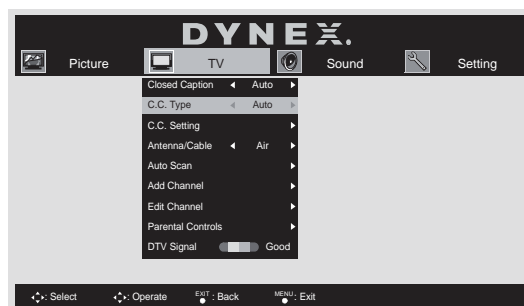 DYNEX.
Picture TV Sound Setting
Closed Caption Auto
C.C. Type Auto
C.C. Setting
Antenna/Cable Air
Auto Scan
Add Channel
Edit Channel
Parental Controls
DTV Signal Good
: Select : Operate EXIT : Back MENU : Exit